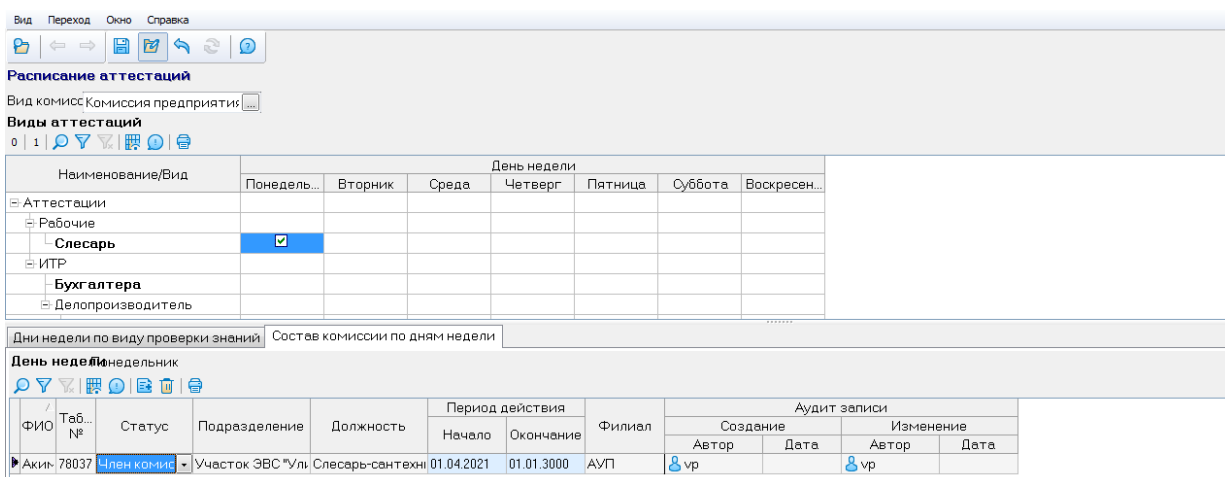 Вид Переход Окно Справка
Расписание аттестаций
Вид комисс Комиссия предприятия ...
Виды аттестаций
0 1
Наименование/Вид День недели
Понедель... Вторник Среда Четверг Пятница Суббота Воскресен...
Аттестации
Рабочие
Слесарь
ИТР
Бухгалтера
Делопроизводитель
Дни недели по виду проверки знаний Состав комиссии по дням недели
День недели Понедельник
ФИО Таб... № Статус Подразделение Должность Период действия Филиал Аудит записи
Начало Окончание Создание Изменение
Автор Дата Автор Дата
Аким 78037 Член комис Участок ЭВС "Ули Слесарь-сантехн 01.04.2021 01.01.3000 АУП vp vp